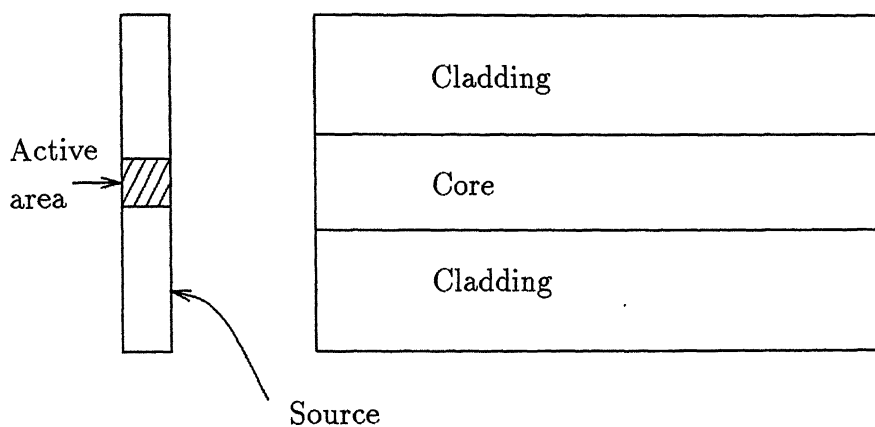 Cladding
Active
area
Core
Cladding
Source